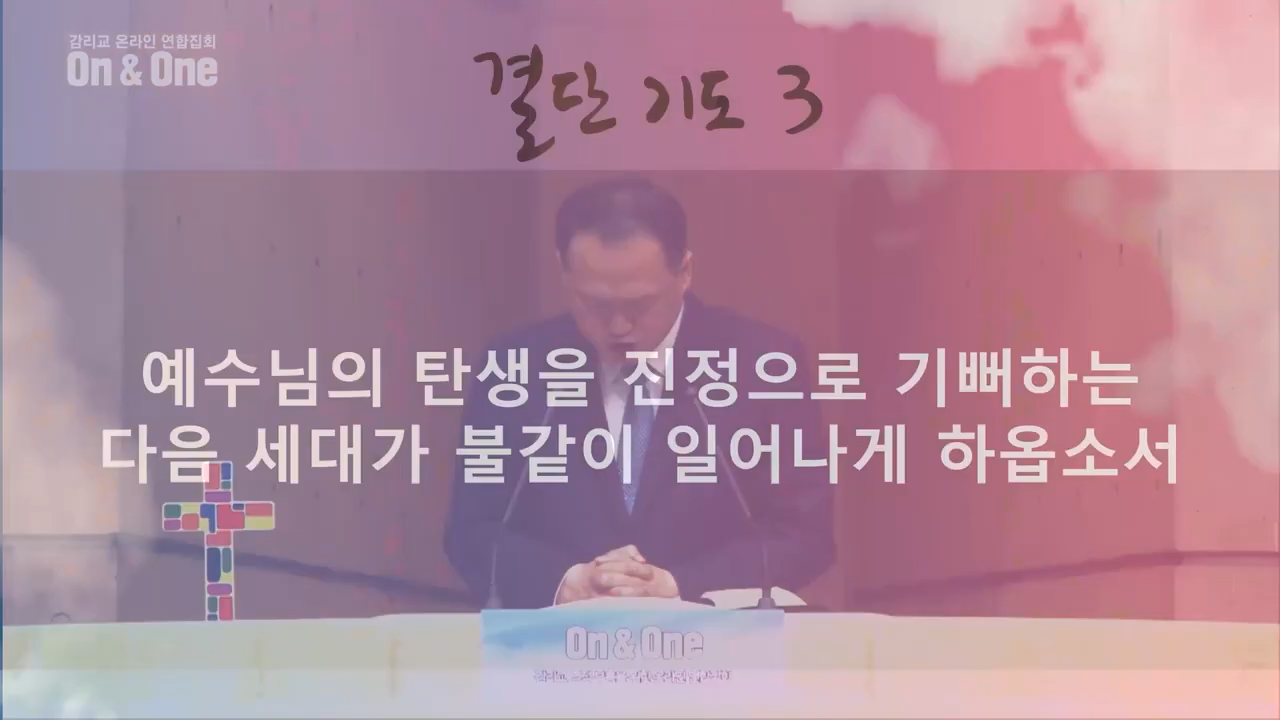 감리교 온라인 연합집회
On & One
결단 기도 3
예수님의 탄생을 진정으로 기뻐하는
다음 세대가 불같이 일어나게 하옵소서
On & One